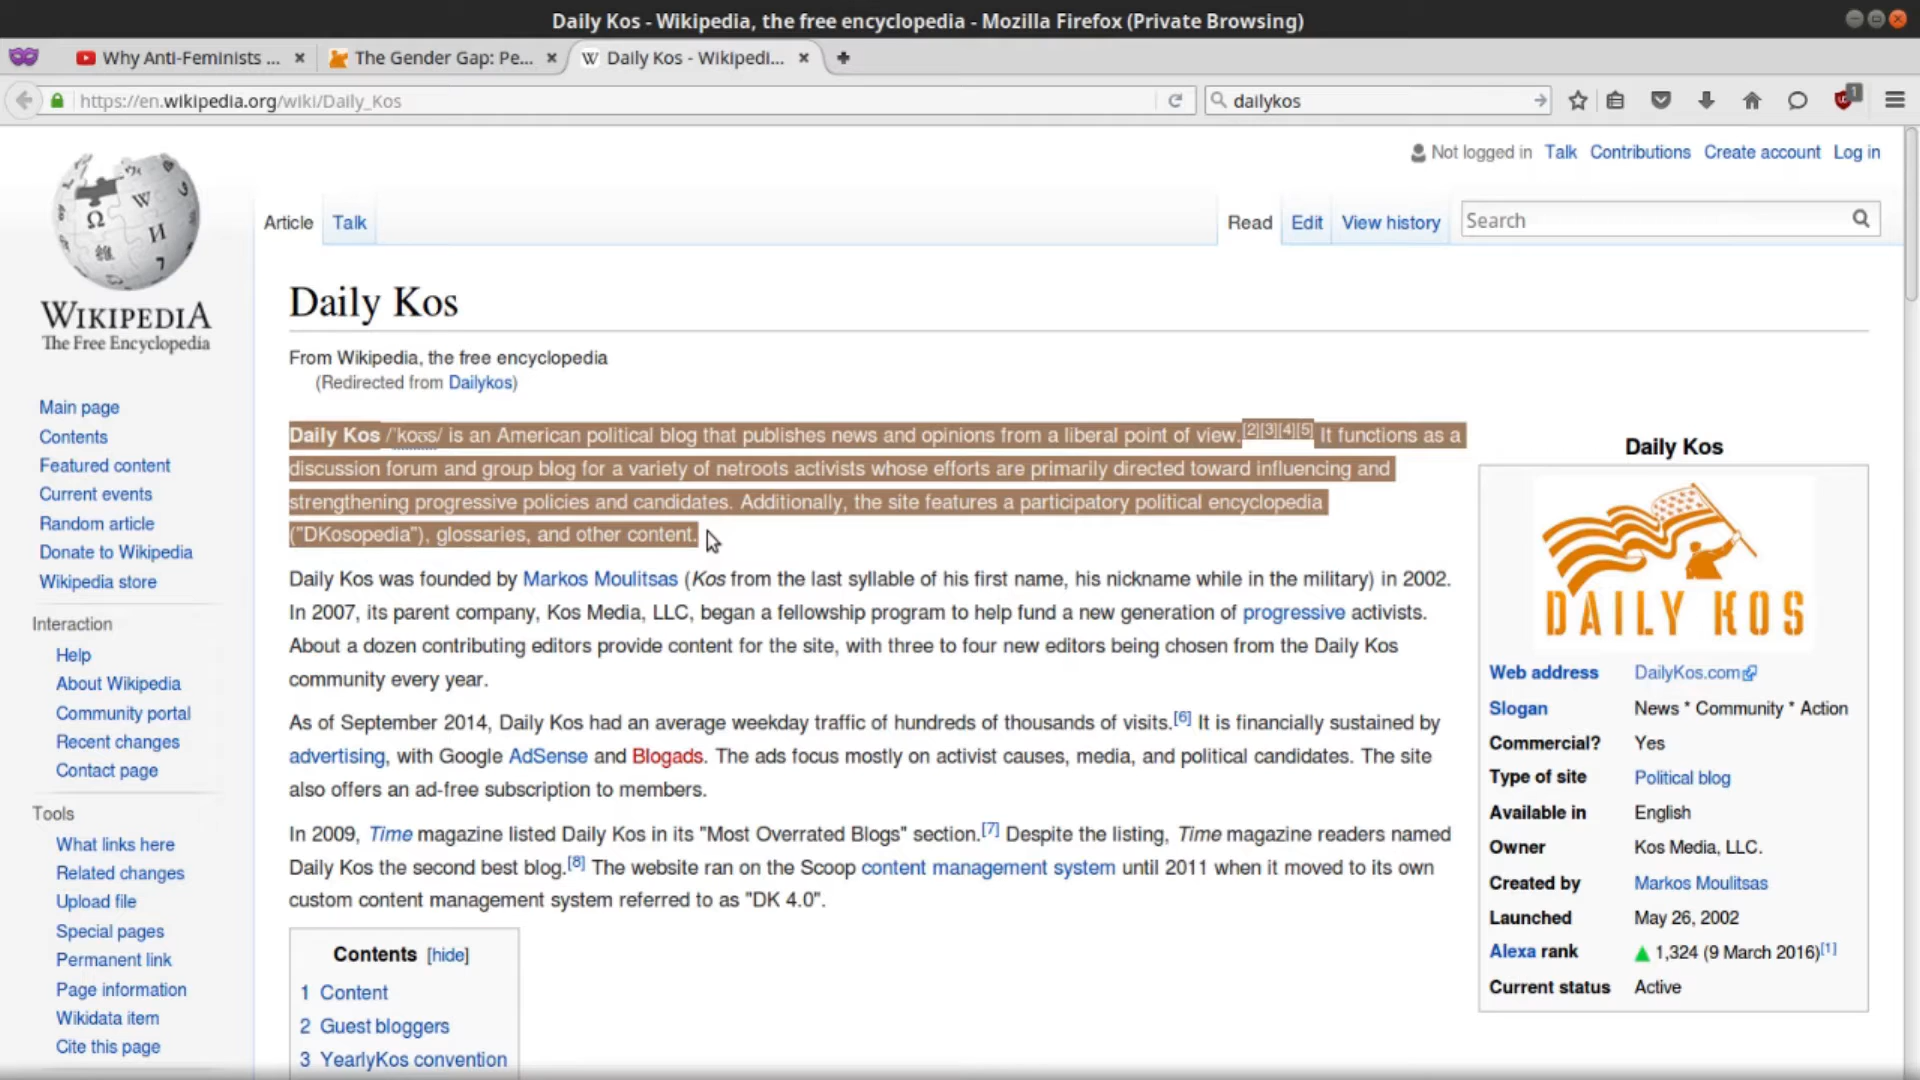 Daily Kos - Wikipedia, the free encyclopedia - Mozilla Firefox (Private Browsing)
Why Anti-Feminists ...
The Gender Gap: Pe...
Daily Kos - Wikipedi...
https://en.wikipedia.org/wiki/Daily_Kos
dailykos
1
Not logged in Talk Contributions Create account Log in
Article Talk
Read Edit View history
Search
WIKIPEDIA
The Free Encyclopedia
Main page
Contents
Featured content
Current events
Random article
Donate to Wikipedia
Wikipedia store
Interaction
Help
About Wikipedia
Community portal
Recent changes
Contact page
Tools
What links here
Related changes
Upload file
Special pages
Permanent link
Page information
Wikidata item
Cite this page
Daily Kos
From Wikipedia, the free encyclopedia
(Redirected from Dailykos)
Daily Kos /ˈkoʊs/ is an American political blog that publishes news and opinions from a liberal point of view.[2][3][4][5] It functions as a
discussion forum and group blog for a variety of netroots activists whose efforts are primarily directed toward influencing and
strengthening progressive policies and candidates. Additionally, the site features a participatory political encyclopedia
("DKosopedia"), glossaries, and other content.
Daily Kos was founded by Markos Moulitsas (Kos from the last syllable of his first name, his nickname while in the military) in 2002.
In 2007, its parent company, Kos Media, LLC, began a fellowship program to help fund a new generation of progressive activists.
About a dozen contributing editors provide content for the site, with three to four new editors being chosen from the Daily Kos
community every year.
As of September 2014, Daily Kos had an average weekday traffic of hundreds of thousands of visits.[6] It is financially sustained by
advertising, with Google AdSense and Blogads. The ads focus mostly on activist causes, media, and political candidates. The site
also offers an ad-free subscription to members.
In 2009, Time magazine listed Daily Kos in its "Most Overrated Blogs" section.[7] Despite the listing, Time magazine readers named
Daily Kos the second best blog.[8] The website ran on the Scoop content management system until 2011 when it moved to its own
custom content management system referred to as "DK 4.0".
Contents [hide]
1 Content
2 Guest bloggers
3 YearlyKos convention
Daily Kos
DAILY KOS
Web address DailyKos.com
Slogan News * Community * Action
Commercial? Yes
Type of site Political blog
Available in English
Owner Kos Media, LLC.
Created by Markos Moulitsas
Launched May 26, 2002
Alexa rank ▲ 1,324 (9 March 2016)[1]
Current status Active